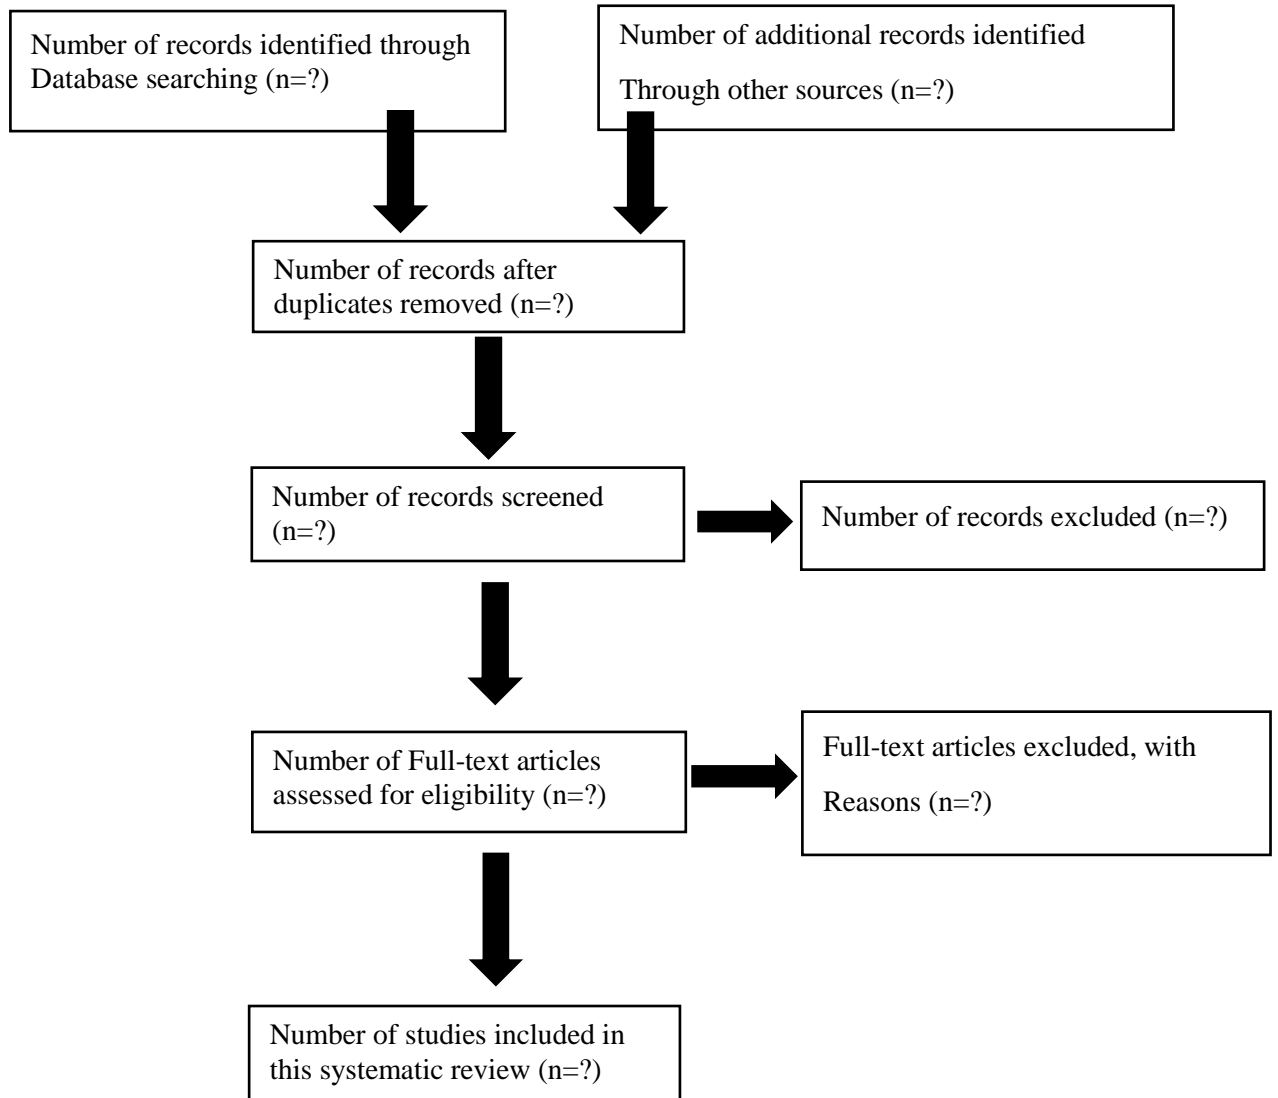 Number of records identified through
Database searching (n=?)
Number of additional records identified
Through other sources (n=?)
Number of records after
duplicates removed (n=?)
Number of records screened
(n=?)
Number of records excluded (n=?)
Number of Full-text articles
assessed for eligibility (n=?)
Full-text articles excluded, with
Reasons (n=?)
Number of studies included in
this systematic review (n=?)